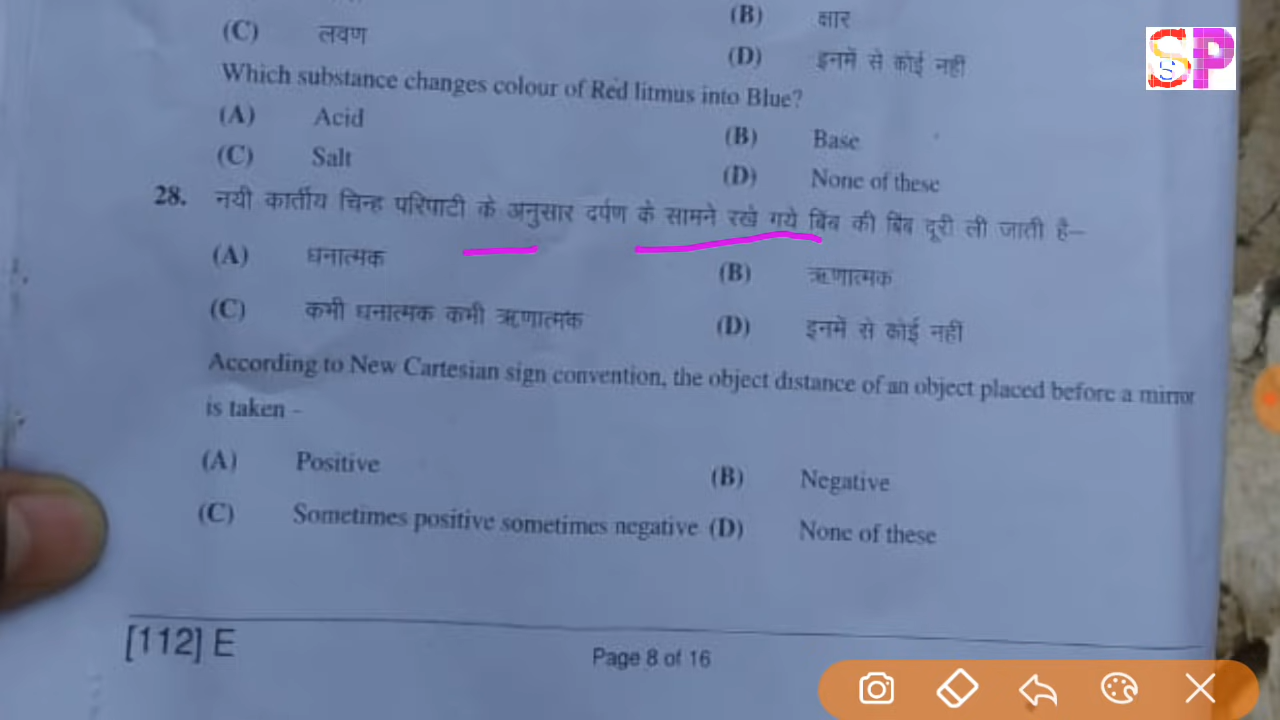 (B) क्षार
(C) लवण
(D) इनमें से कोई नहीं
Which substance changes colour of Red litmus into Blue?
(A) Acid
(B) Base
(C) Salt
(D) None of these
28. नयी कार्तीय चिन्ह परिपाटी के अनुसार दर्पण के सामने रखे गये बिंब की बिंब दूरी ली जाती है–
(A) धनात्मक
(B) ऋणात्मक
(C) कभी धनात्मक कभी ऋणात्मक
(D) इनमें से कोई नहीं
According to New Cartesian sign convention, the object distance of an object placed before a mirror
is taken –
(A) Positive
(B) Negative
(C) Sometimes positive sometimes negative (D) None of these
[112] E
Page 8 of 16
SP
S